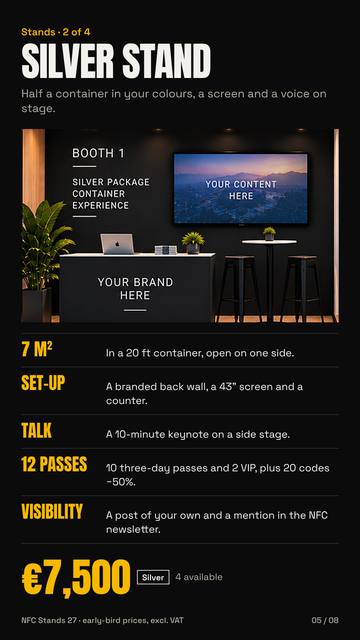 Stands · 2 of 4
SILVER STAND
Half a container in your colours, a screen and a voice on
stage.
BOOTH 1
SILVER PACKAGE
CONTAINER
EXPERIENCE
YOUR CONTENT
HERE
YOUR BRAND
HERE
7 M²
In a 20 ft container, open on one side.
SET-UP
A branded back wall, a 43” screen and a
counter.
TALK
A 10-minute keynote on a side stage.
12 PASSES
10 three-day passes and 2 VIP, plus 20 codes
−50%.
VISIBILITY
A post of your own and a mention in the NFC
newsletter.
€7,500
Silver
4 available
NFC Stands 27 · early-bird prices, excl. VAT
05 / 08